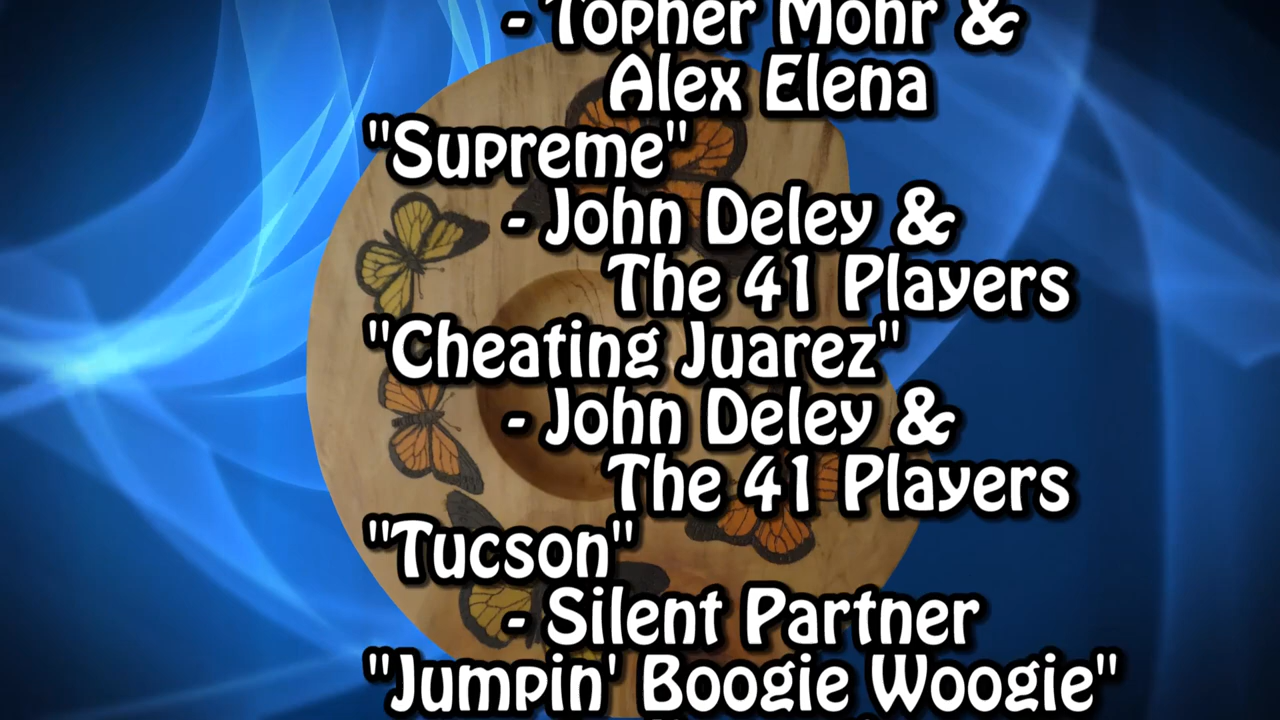 - Topher Mohr &
Alex Elena
"Supreme"
- John Deley &
The 41 Players
"Cheating Juarez"
- John Deley &
The 41 Players
"Tucson"
- Silent Partner
"Jumpin' Boogie Woogie"